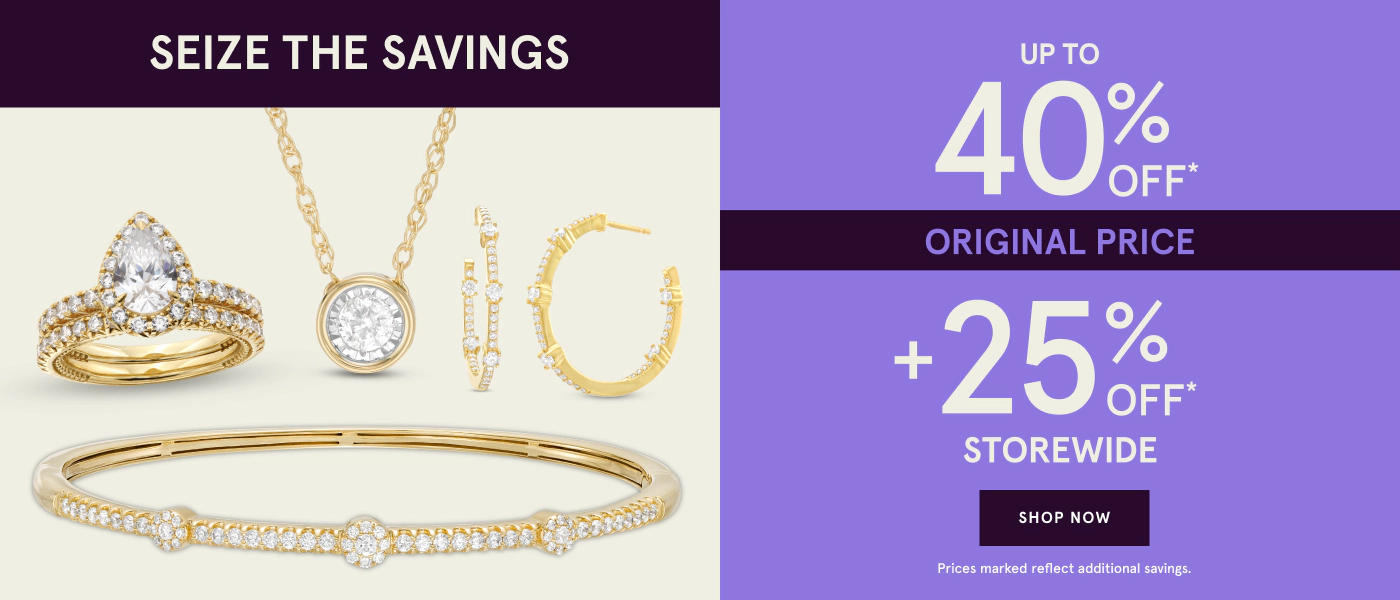 SEIZE THE SAVINGS
UP TO
40% OFF*
ORIGINAL PRICE
+25% OFF*
STOREWIDE
SHOP NOW
Prices marked reflect additional savings.